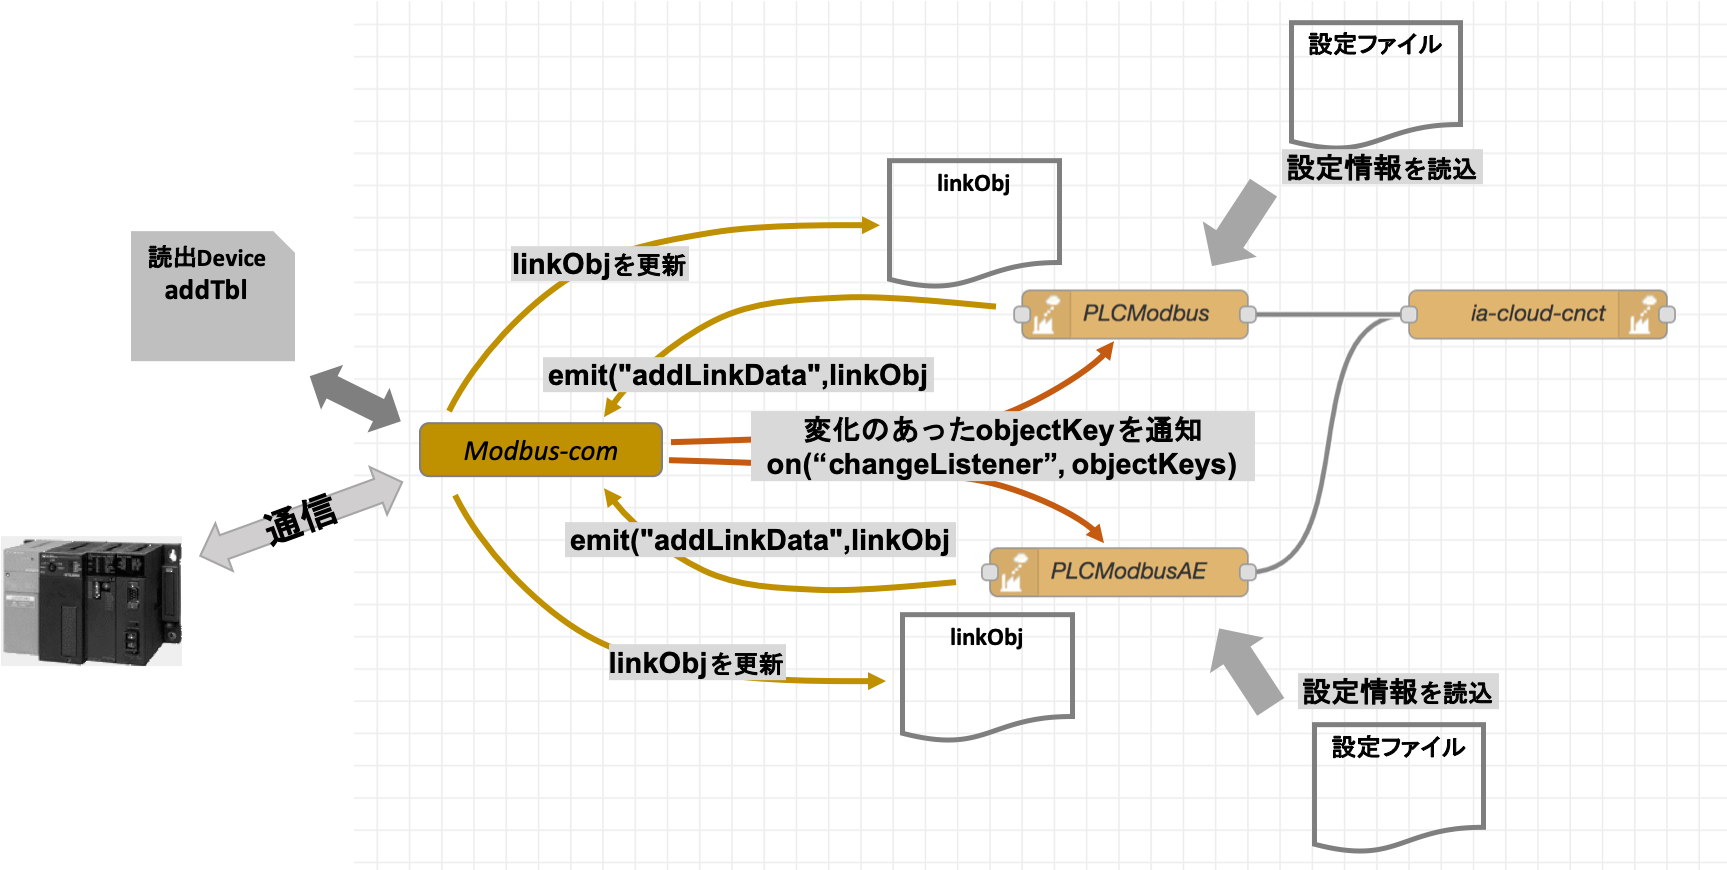 設定ファイル
設定情報を読込
linkObj
読出Device
addTbl
linkObjを更新
PLCModbus
ia-cloud-cnct
emit("addLinkData",linkObj
変化のあったobjectKeyを通知
on(“changeListener”, objectKeys)
Modbus-com
通信
emit("addLinkData",linkObj
PLCModbusAE
linkObj
linkObjを更新
設定情報を読込
設定ファイル